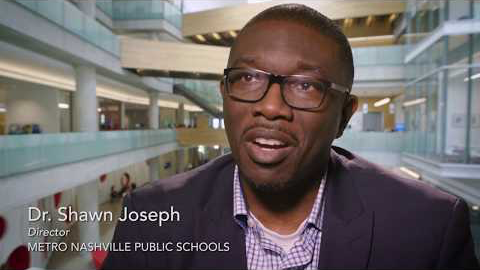 Dr. Shawn Joseph
Director
METRO NASHVILLE PUBLIC SCHOOLS